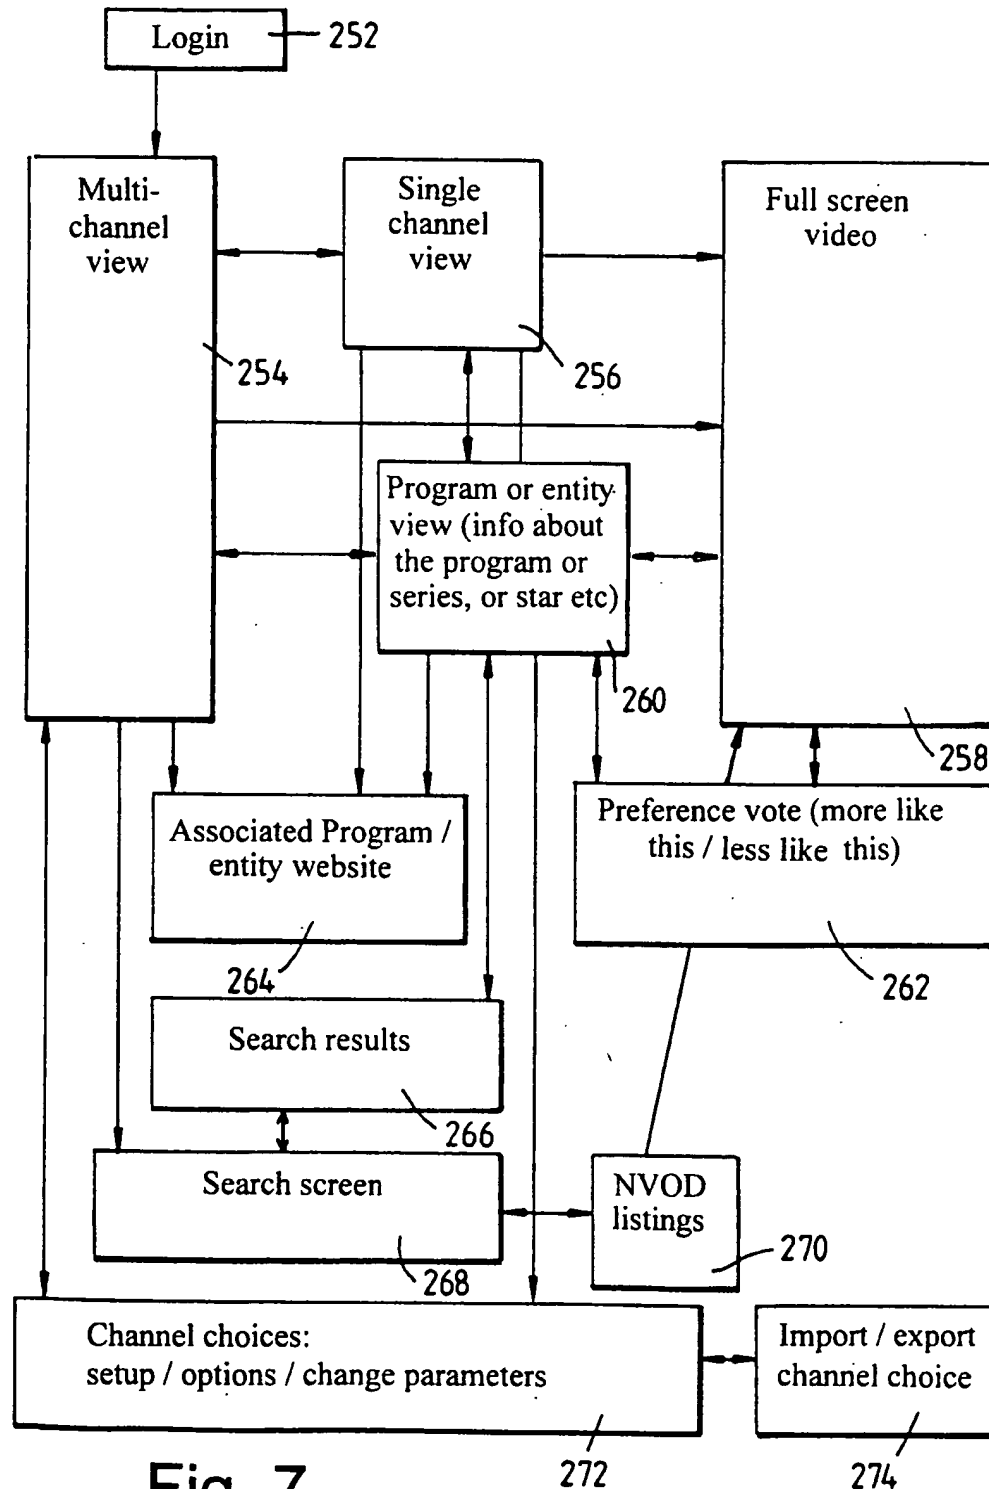 Login
252
Multi-
channel
view
254
Single
channel
view
256
Full screen
video
258
Program or entity
view (info about
the program or
series, or star etc)
260
Preference vote (more like
this / less like this)
262
Associated Program /
entity website
264
Search results
266
Search screen
268
NVOD
listings
270
Channel choices:
setup / options / change parameters
272
Import / export
channel choice
274
Fig. 7